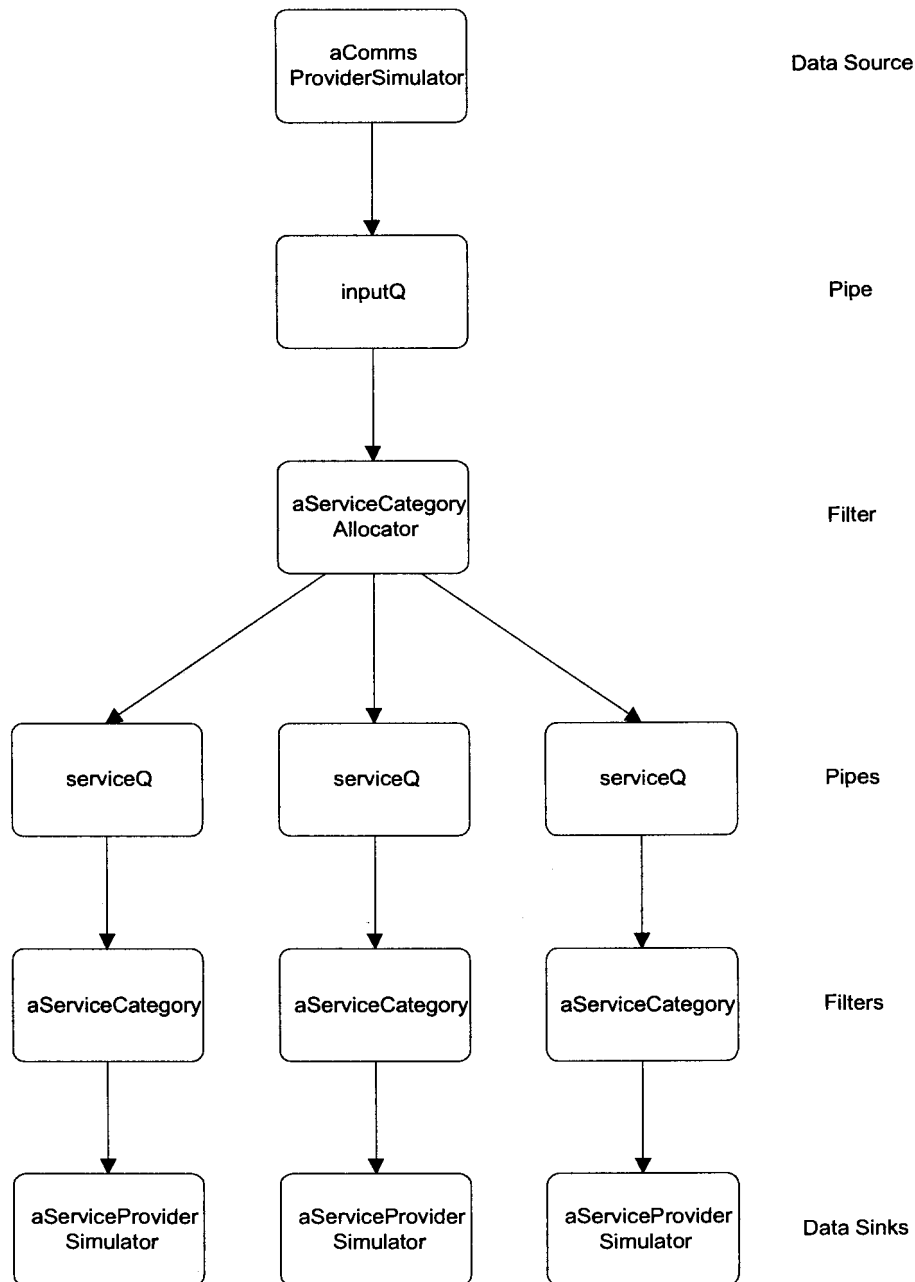 aComms
ProviderSimulator
Data Source
inputQ
Pipe
aServiceCategory
Allocator
Filter
serviceQ
serviceQ
serviceQ
Pipes
aServiceCategory
aServiceCategory
aServiceCategory
Filters
aServiceProvider
Simulator
aServiceProvider
Simulator
aServiceProvider
Simulator
Data Sinks